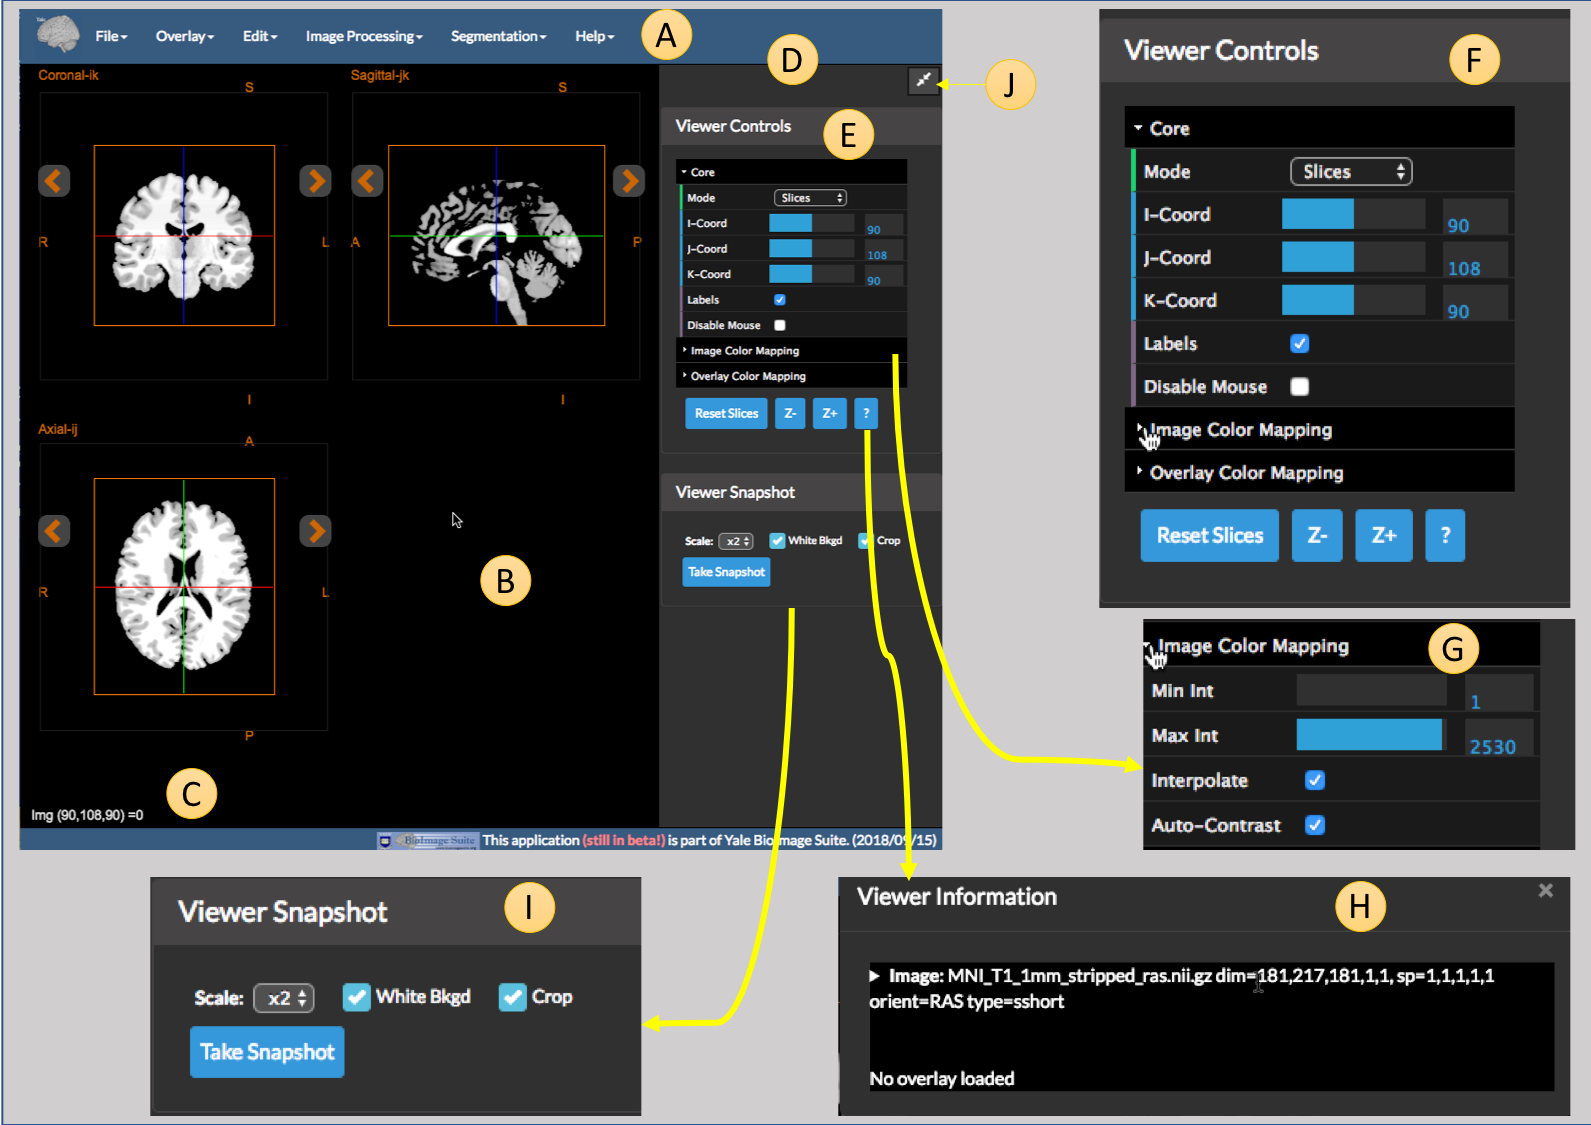 Yale
File Overlay Edit Image Processing Segmentation Help
A
D
J
Coronal-ik
S
R
L
I
Sagittal-jk
S
A
P
I
Axial-ij
A
R
L
P
B
C
Img (90,108,90) =0
Viewer Controls
E
Core
Mode Slices
I-Coord 90
J-Coord 108
K-Coord 90
Labels
Disable Mouse
Image Color Mapping
Overlay Color Mapping
Reset Slices Z- Z+ ?
Viewer Snapshot
Scale: x2 White Bkgd Crop
Take Snapshot
BioImage Suite This application (still in beta!) is part of Yale BioImage Suite. (2018/09/15)
Viewer Controls
F
Core
Mode Slices
I-Coord 90
J-Coord 108
K-Coord 90
Labels
Disable Mouse
Image Color Mapping
Overlay Color Mapping
Reset Slices Z- Z+ ?
Image Color Mapping
G
Min Int 1
Max Int 2530
Interpolate
Auto-Contrast
Viewer Snapshot
I
Scale: x2 White Bkgd Crop
Take Snapshot
Viewer Information
H
Image: MNI_T1_1mm_stripped_ras.nii.gz dim=181,217,181,1,1, sp=1,1,1,1,1
orient=RAS type=sshort
No overlay loaded